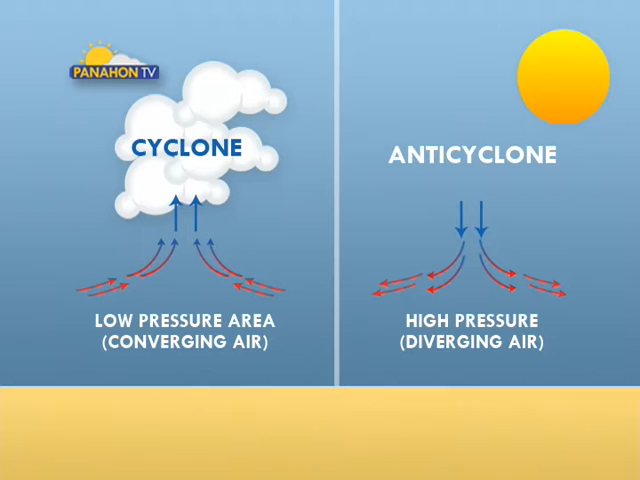 PANAHON TV
CYCLONE
LOW PRESSURE AREA
(CONVERGING AIR)
ANTICYCLONE
HIGH PRESSURE
(DIVERGING AIR)